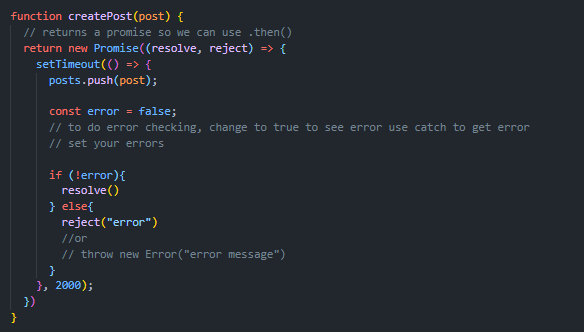 function createPost(post) {
// returns a promise so we can use .then()
return new Promise((resolve, reject) => {
setTimeout(() => {
posts.push(post);
const error = false;
// to do error checking, change to true to see error use catch to get error
// set your errors
if (!error){
resolve()
} else{
reject("error")
//or
// throw new Error("error message")
}
}, 2000);
})
}